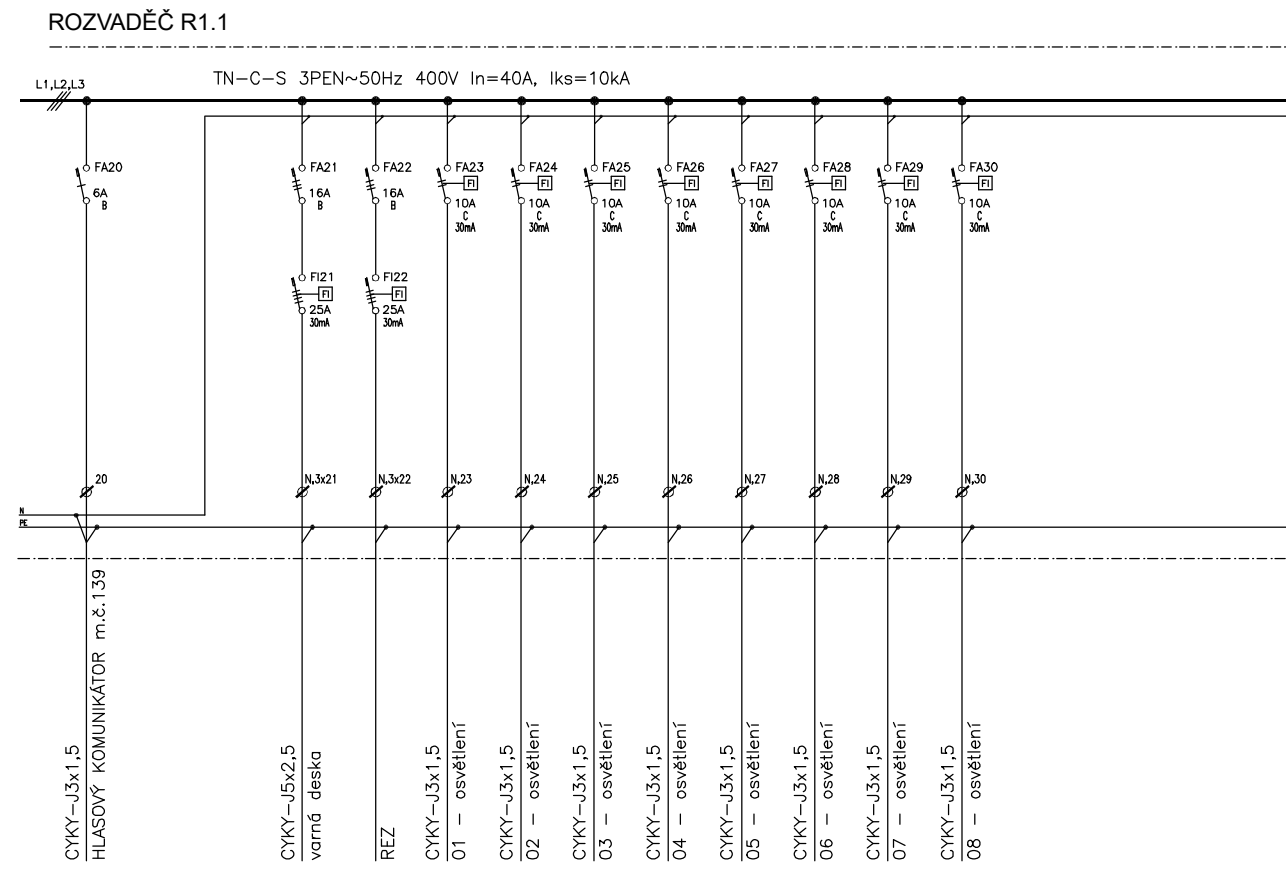 ROZVADĚČ R1.1
TN-C-S 3PEN~50Hz 400V In=40A, Iks=10kA
L1,L2,L3
FA20
6A
B
FA21
16A
B
FA22
16A
B
FA23
FI
10A
C
30mA
FA24
FI
10A
C
30mA
FA25
FI
10A
C
30mA
FA26
FI
10A
C
30mA
FA27
FI
10A
C
30mA
FA28
FI
10A
C
30mA
FA29
FI
10A
C
30mA
FA30
FI
10A
C
30mA
FI21
FI
25A
30mA
FI22
FI
25A
30mA
20
N,3x21
N,3x22
N,23
N,24
N,25
N,26
N,27
N,28
N,29
N,30
N
PE
CYKY-J3x1,5
HLASOVÝ KOMUNIKÁTOR m.č.139
CYKY-J5x2,5
varná deska
REZ
CYKY-J3x1,5
01 - osvětlení
CYKY-J3x1,5
02 - osvětlení
CYKY-J3x1,5
03 - osvětlení
CYKY-J3x1,5
04 - osvětlení
CYKY-J3x1,5
05 - osvětlení
CYKY-J3x1,5
06 - osvětlení
CYKY-J3x1,5
07 - osvětlení
CYKY-J3x1,5
08 - osvětlení